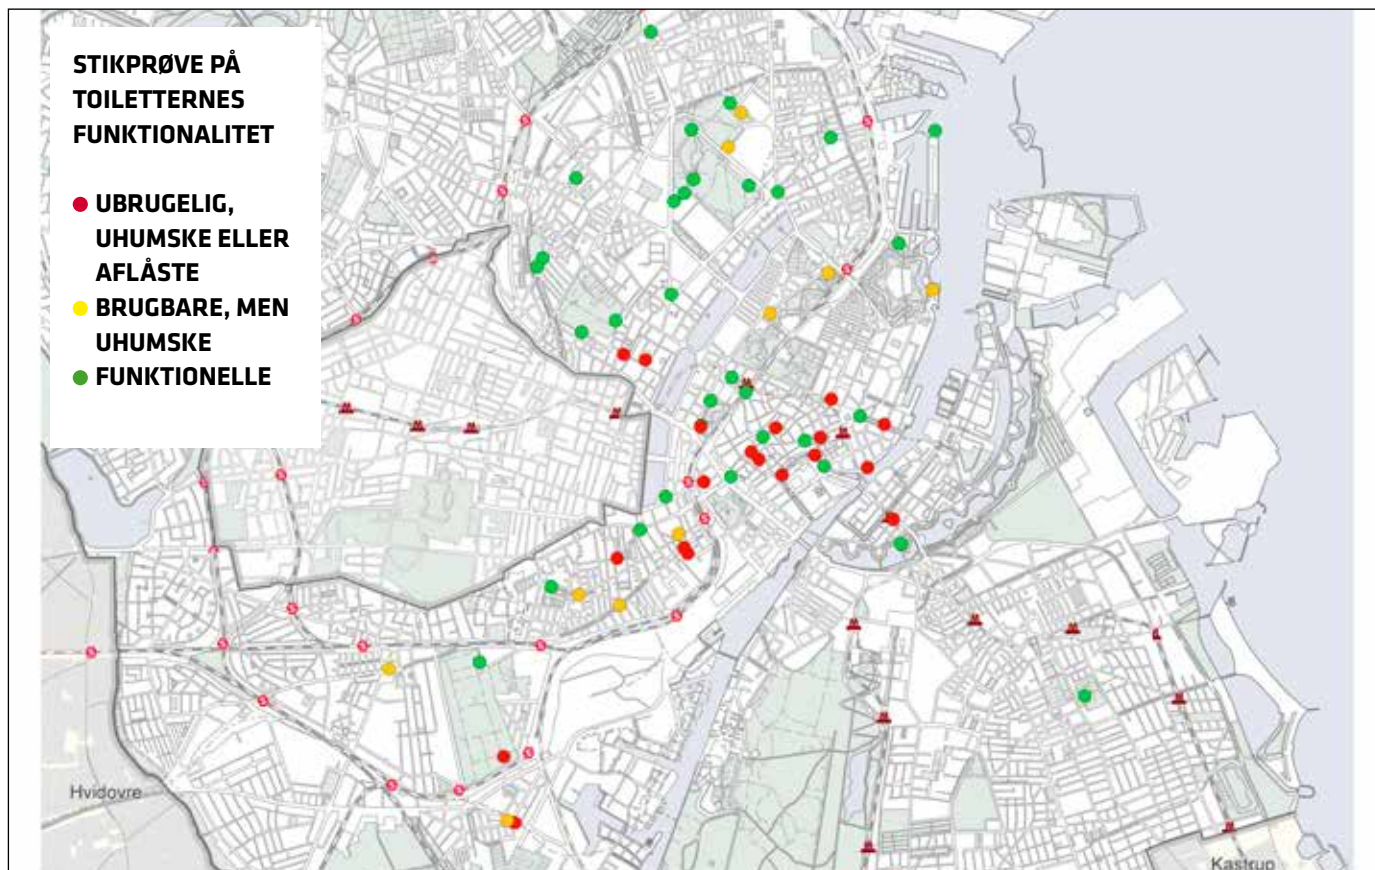 STIKPRØVE PÅ
TOILETTERNES
FUNKTIONALITET
UBRUGELIG,
UHUMSKE ELLER
AFLÅSTE
BRUGBARE, MEN
UHUMSKE
FUNKTIONELLE
Hvidovre
Kastrup